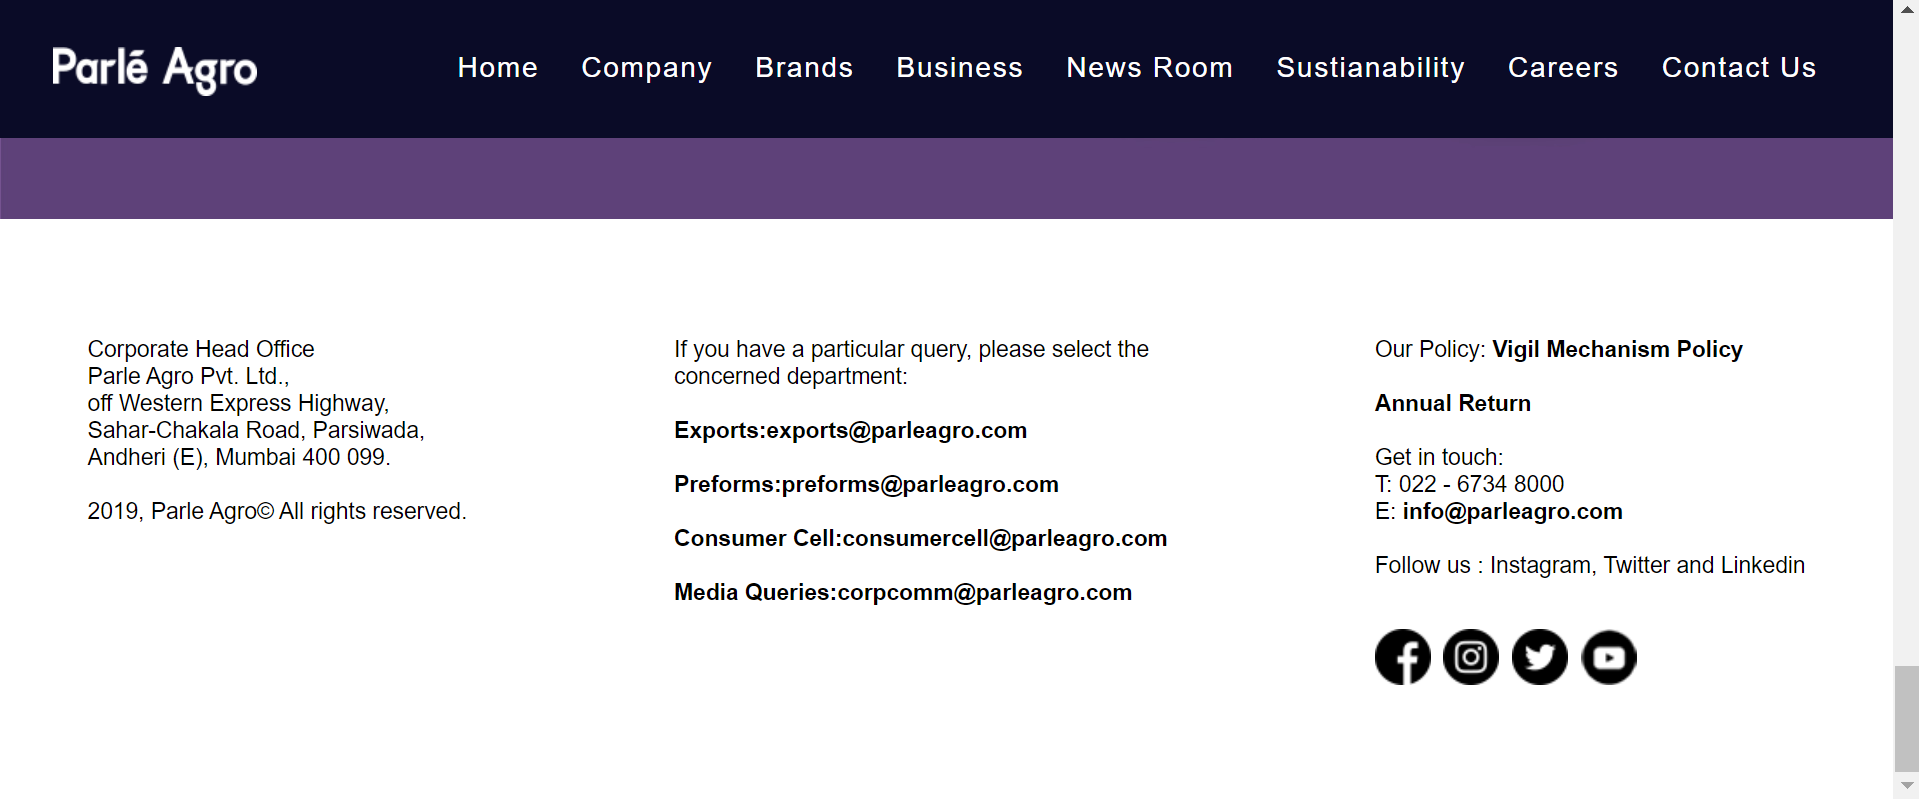 Parlé Agro
Home Company Brands Business News Room Sustianability Careers Contact Us
Corporate Head Office
Parle Agro Pvt. Ltd.,
off Western Express Highway,
Sahar-Chakala Road, Parsiwada,
Andheri (E), Mumbai 400 099.
2019, Parle Agro© All rights reserved.
If you have a particular query, please select the
concerned department:
Exports:exports@parleagro.com
Preforms:preforms@parleagro.com
Consumer Cell:consumercell@parleagro.com
Media Queries:corpcomm@parleagro.com
Our Policy: Vigil Mechanism Policy
Annual Return
Get in touch:
T: 022 - 6734 8000
E: info@parleagro.com
Follow us : Instagram, Twitter and Linkedin